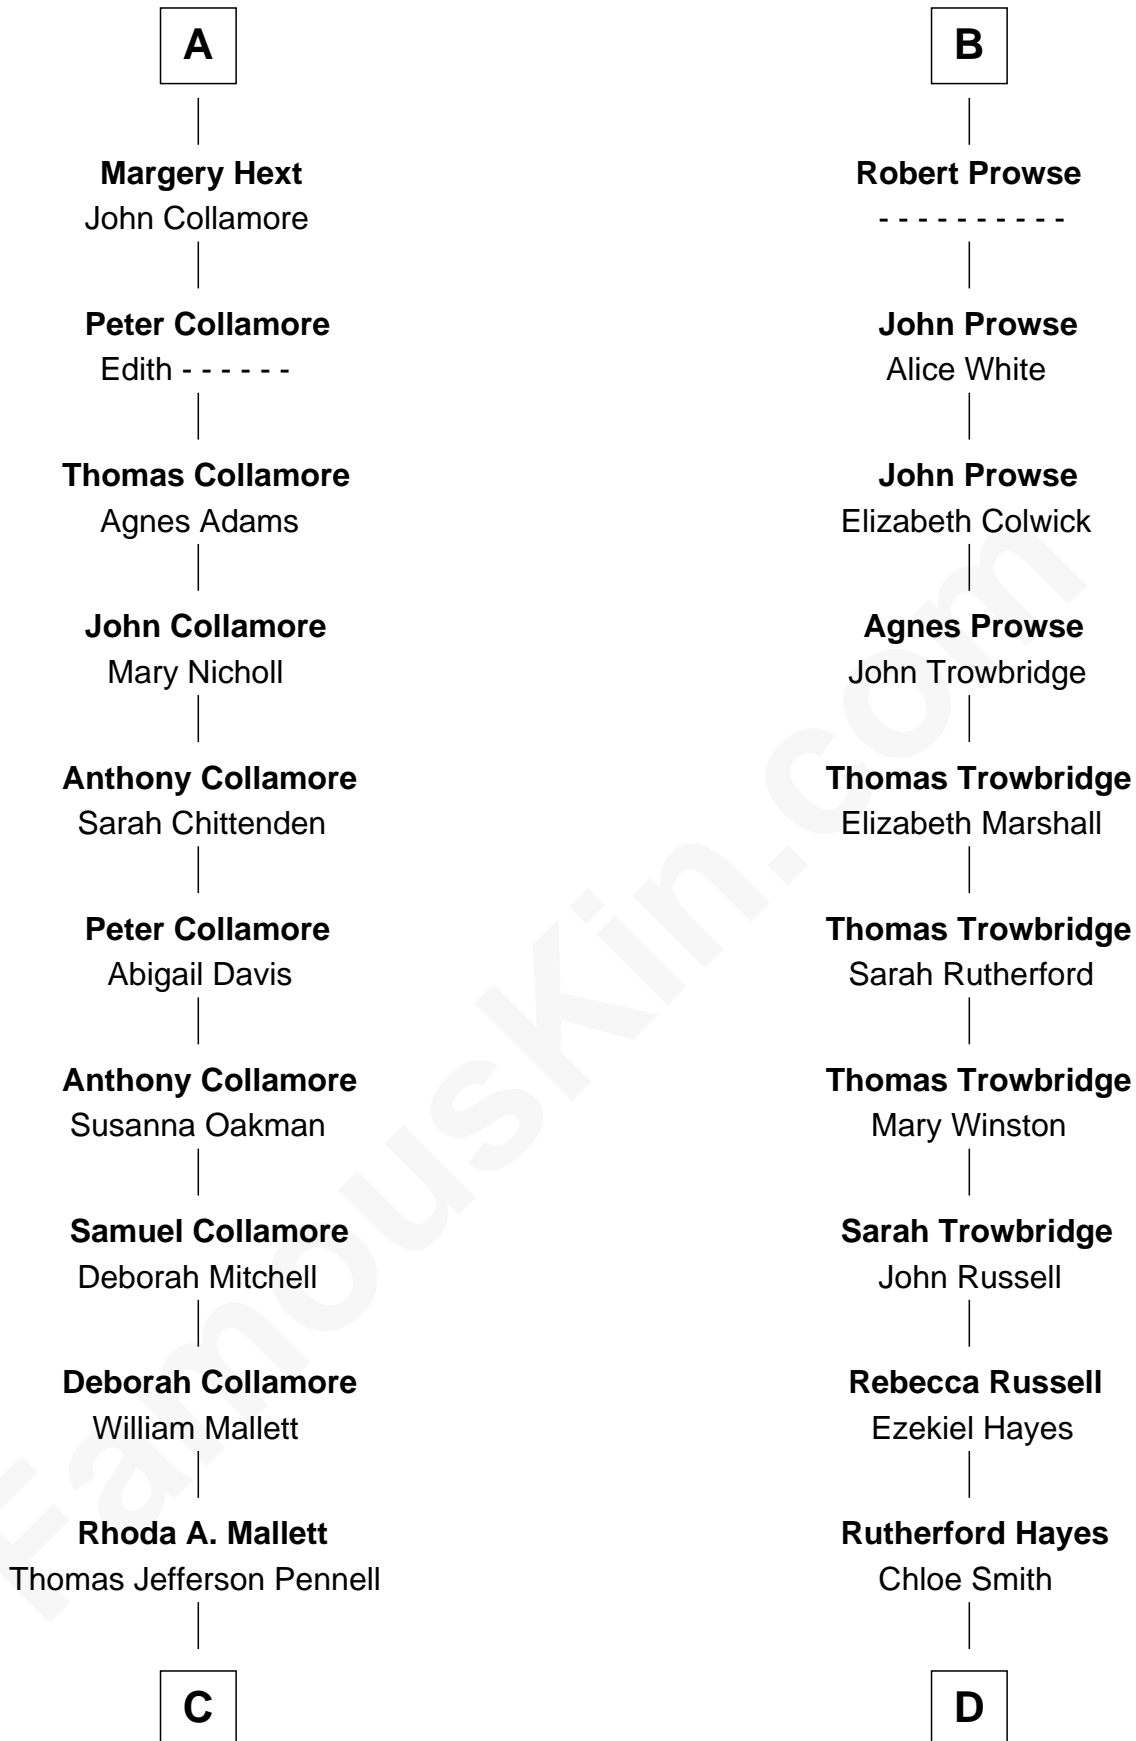 A
Margery Hext
John Collamore
Peter Collamore
Edith - - - - - -
Thomas Collamore
Agnes Adams
John Collamore
Mary Nicholl
Anthony Collamore
Sarah Chittenden
Peter Collamore
Abigail Davis
Anthony Collamore
Susanna Oakman
Samuel Collamore
Deborah Mitchell
Deborah Collamore
William Mallett
Rhoda A. Mallett
Thomas Jefferson Pennell
C
B
Robert Prowse
- - - - - - - - - -
John Prowse
Alice White
John Prowse
Elizabeth Colwick
Agnes Prowse
John Trowbridge
Thomas Trowbridge
Elizabeth Marshall
Thomas Trowbridge
Sarah Rutherford
Thomas Trowbridge
Mary Winston
Sarah Trowbridge
John Russell
Rebecca Russell
Ezekiel Hayes
Rutherford Hayes
Chloe Smith
D
FamousKin.com